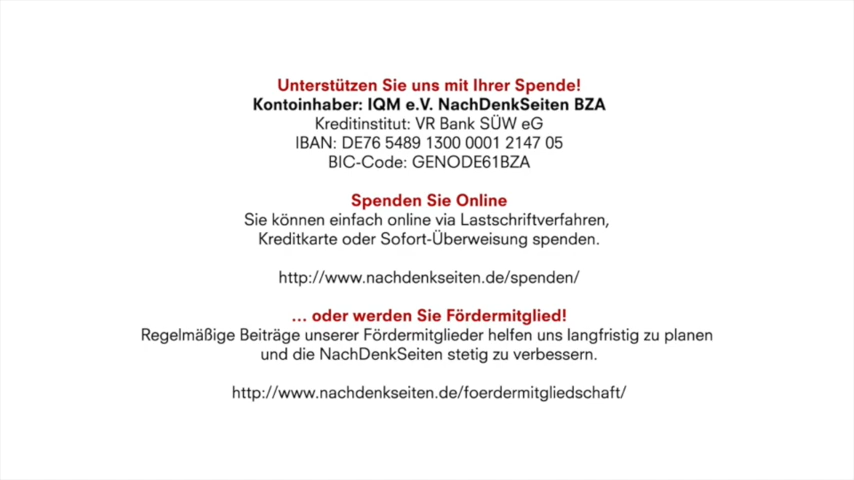 Unterstützen Sie uns mit Ihrer Spende!
Kontoinhaber: IQM e.V. NachDenkSeiten BZA
Kreditinstitut: VR Bank SÜW eG
IBAN: DE76 5489 1300 0001 2147 05
BIC-Code: GENODE61BZA
Spenden Sie Online
Sie können einfach online via Lastschriftverfahren,
Kreditkarte oder Sofort-Überweisung spenden.
http://www.nachdenkseiten.de/spenden/
... oder werden Sie Fördermitglied!
Regelmäßige Beiträge unserer Fördermitglieder helfen uns langfristig zu planen
und die NachDenkSeiten stetig zu verbessern.
http://www.nachdenkseiten.de/foerdermitgliedschaft/